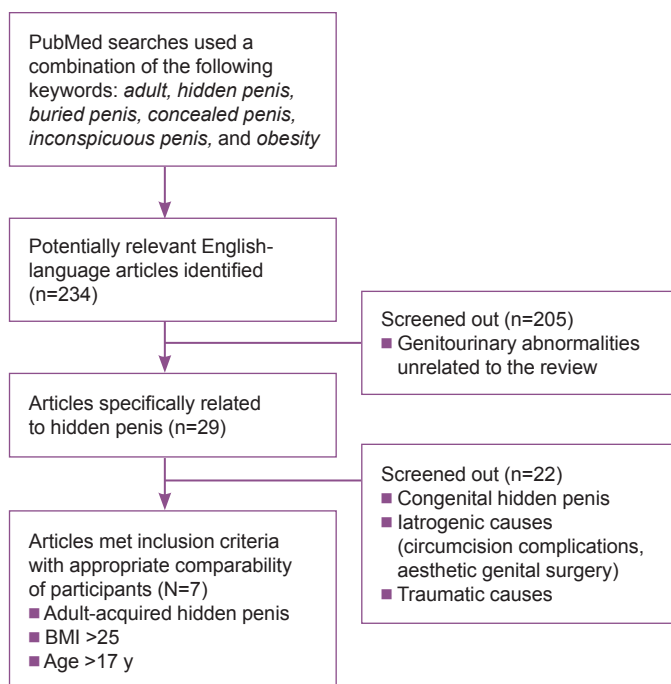 PubMed searches used a
combination of the following
keywords: adult, hidden penis,
buried penis, concealed penis,
inconspicuous penis, and obesity
Potentially relevant English-
language articles identified
(n=234)
Screened out (n=205)
■ Genitourinary abnormalities
unrelated to the review
Articles specifically related
to hidden penis (n=29)
Screened out (n=22)
■ Congenital hidden penis
■ Iatrogenic causes
(circumcision complications,
aesthetic genital surgery)
■ Traumatic causes
Articles met inclusion criteria
with appropriate comparability
of participants (N=7)
■ Adult-acquired hidden penis
■ BMI >25
■ Age >17 y